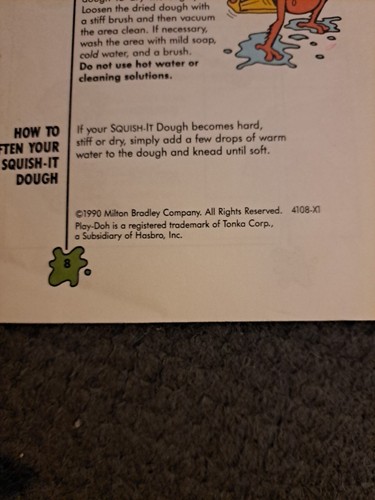 Loosen the dried dough with
a stiff brush and then vacuum
the area clean. If necessary,
wash the area with mild soap,
cold water, and a brush.
Do not use hot water or
cleaning solutions.
HOW TO
FTEN YOUR
SQUISH-IT
DOUGH
If your SQUISH-IT Dough becomes hard,
stiff or dry, simply add a few drops of warm
water to the dough and knead until soft.
©1990 Milton Bradley Company. All Rights Reserved. 4108-X1
Play-Doh is a registered trademark of Tonka Corp.,
a Subsidiary of Hasbro, Inc.
8